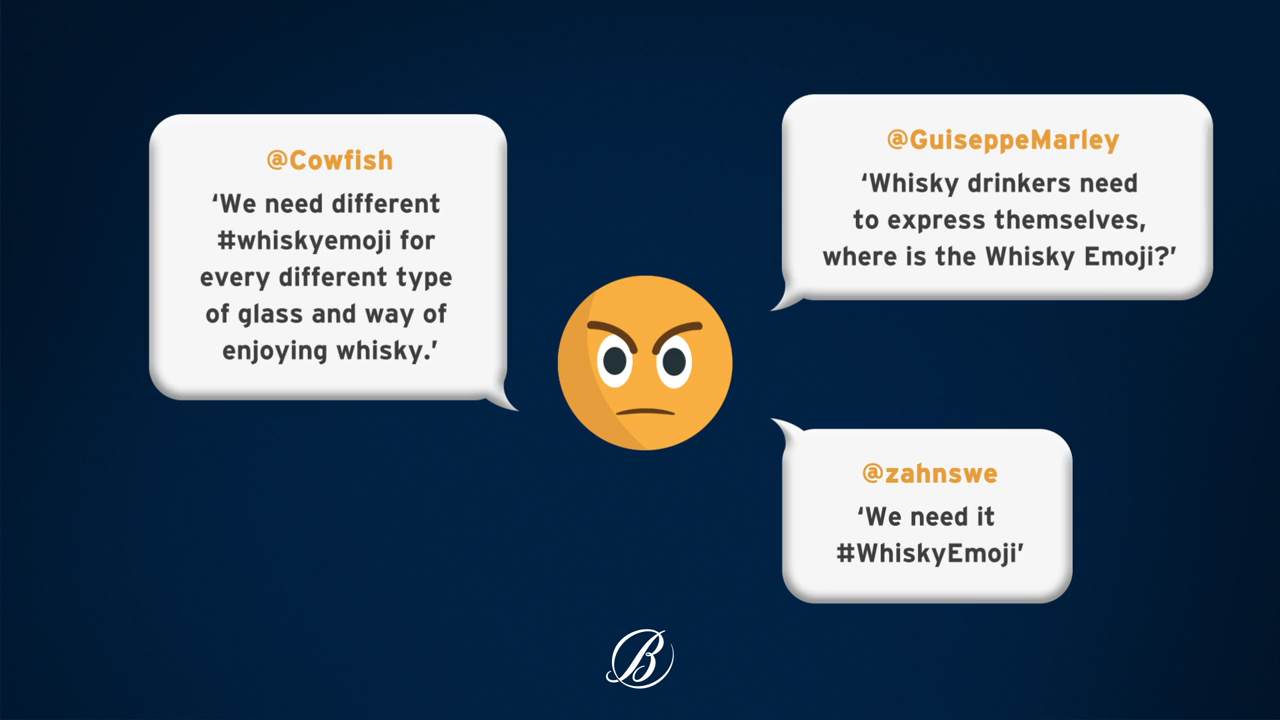 @Cowfish
‘We need different
#whiskyemoji for
every different type
of glass and way of
enjoying whisky.’
@GuiseppeMarley
‘Whisky drinkers need
to express themselves,
where is the Whisky Emoji?’
@zahnswe
‘We need it
#WhiskyEmoji’
B